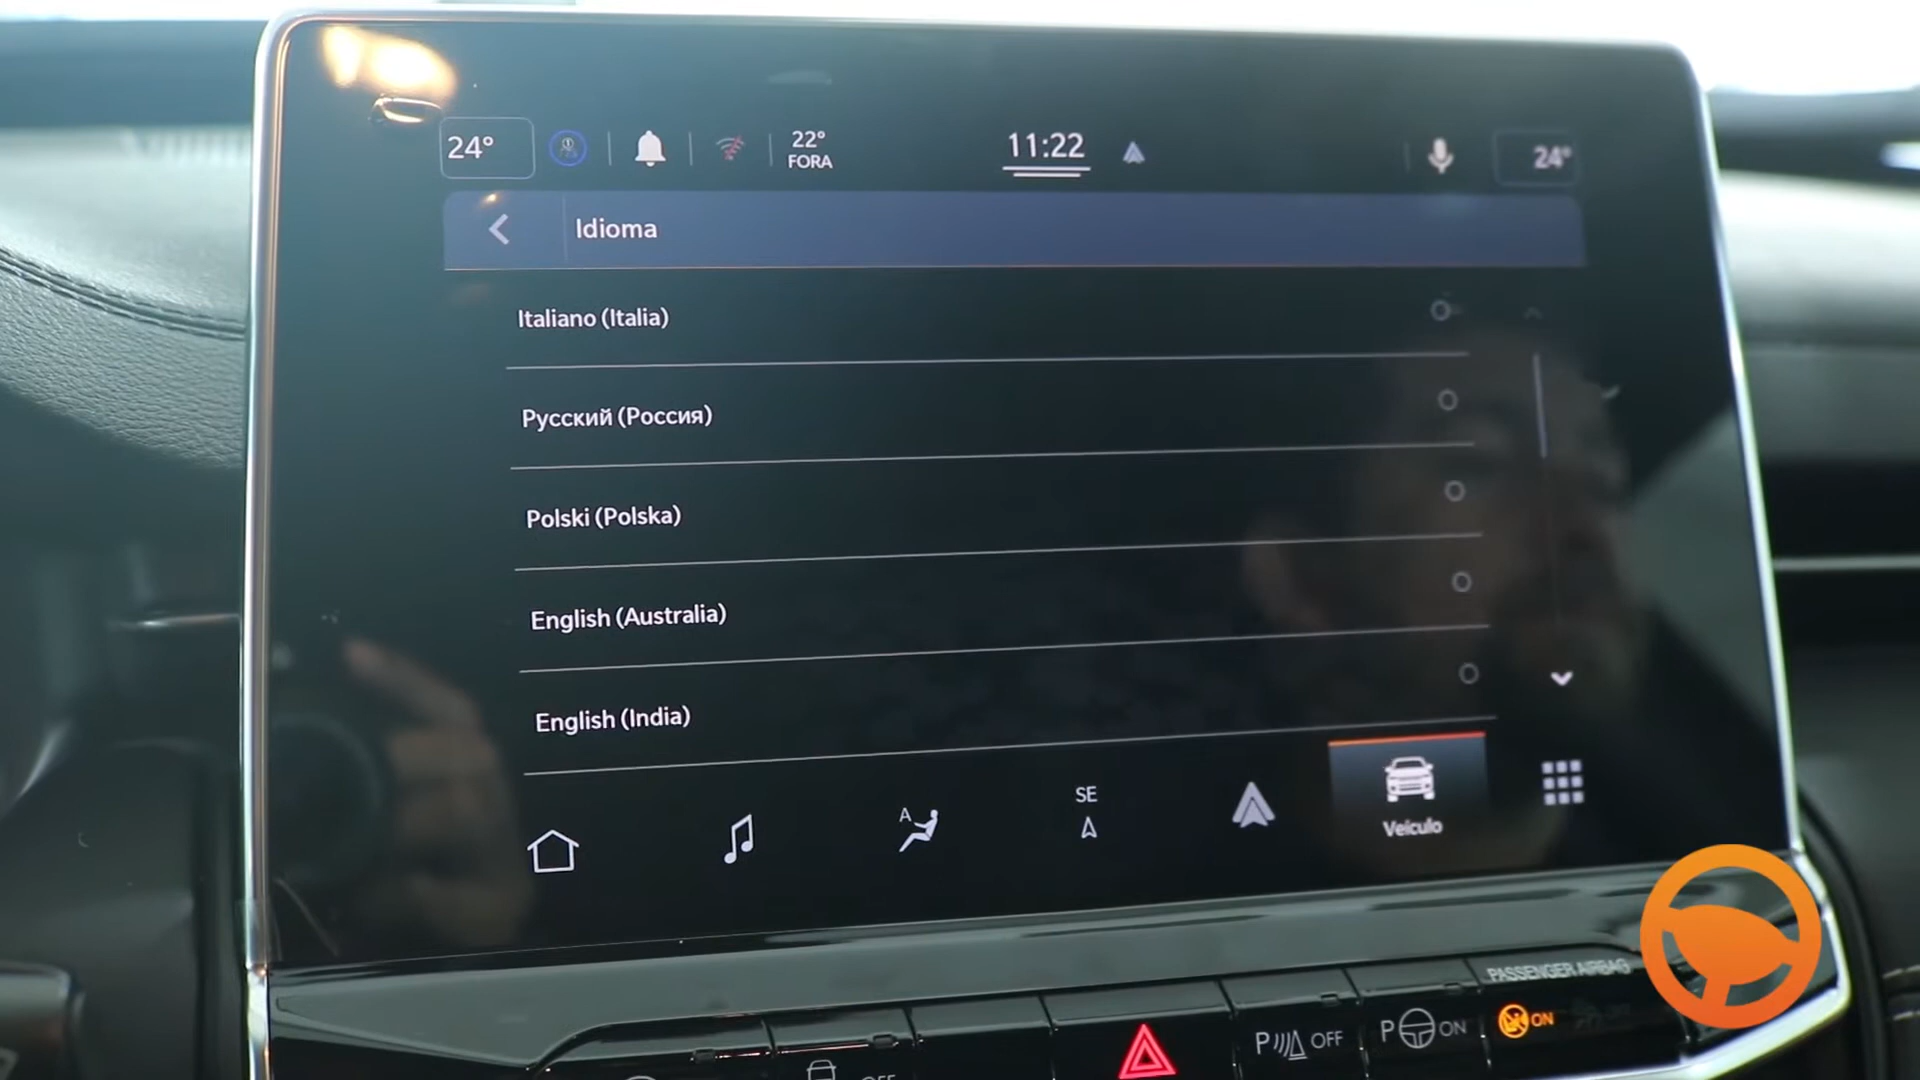 24°
22°
FORA
11:22
24°
Idioma
Italiano (Italia)
Русский (Россия)
Polski (Polska)
English (Australia)
English (India)
A
SE
Veículo
PASSENGER AIRBAG
P OFF
P ON
ON
OFF